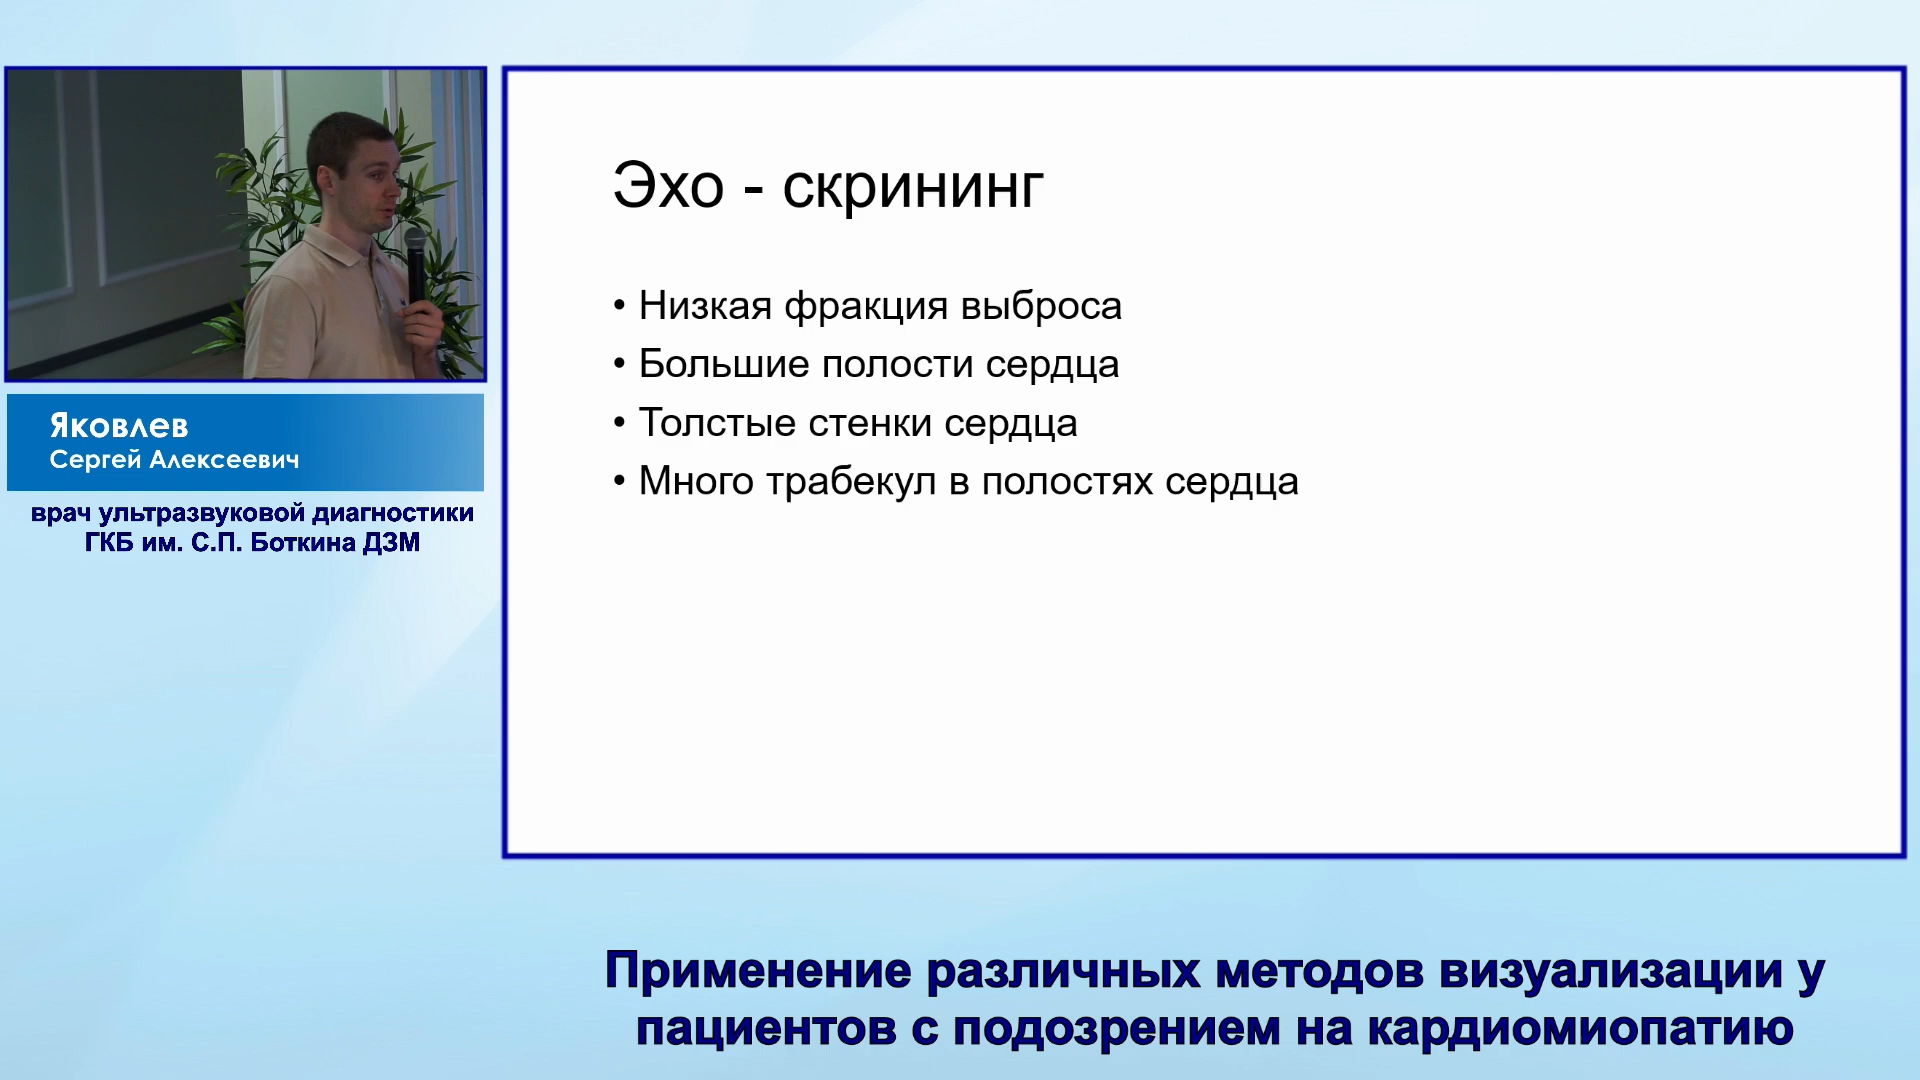 Эхо - скрининг
• Низкая фракция выброса
• Большие полости сердца
• Толстые стенки сердца
• Много трабекул в полостях сердца
Яковлев
Сергей Алексеевич
врач ультразвуковой диагностики
ГКБ им. С.П. Боткина ДЗМ
Применение различных методов визуализации у
пациентов с подозрением на кардиомиопатию